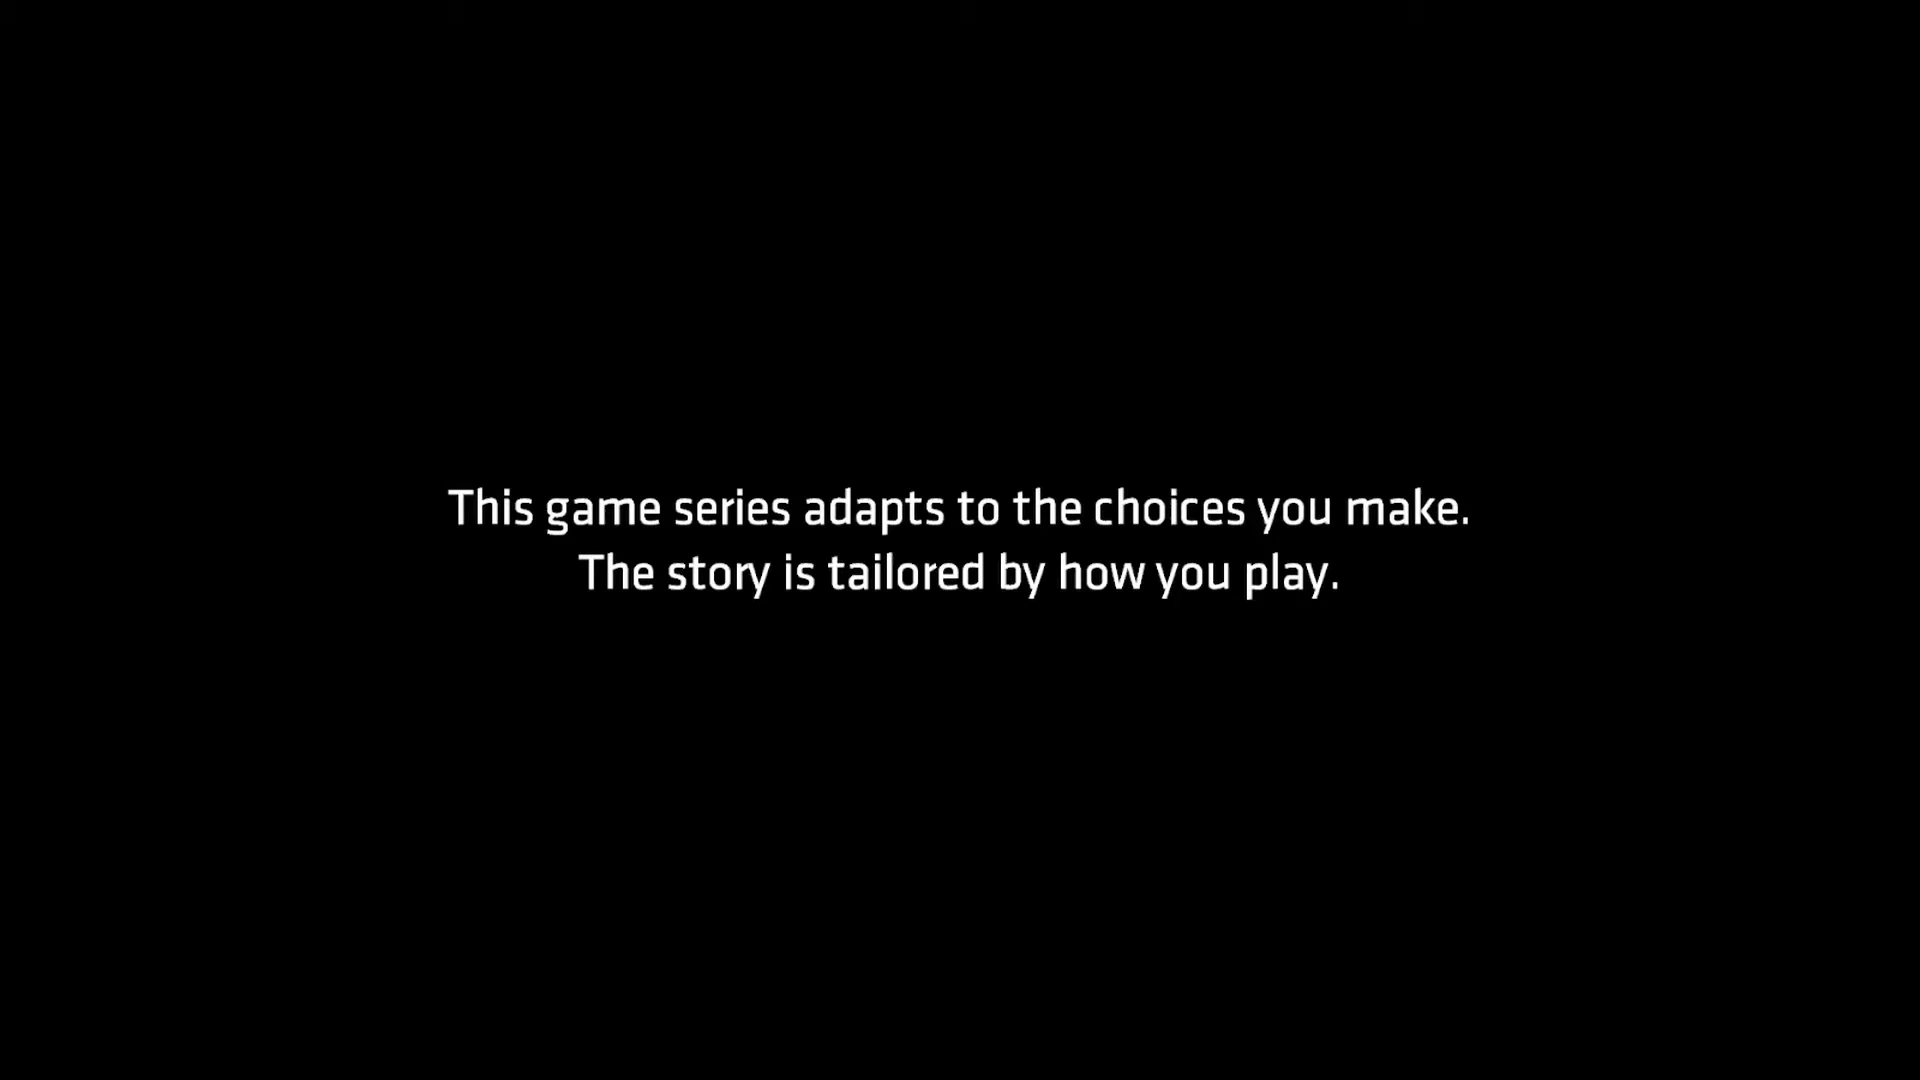 This game series adapts to the choices you make.
The story is tailored by how you play.